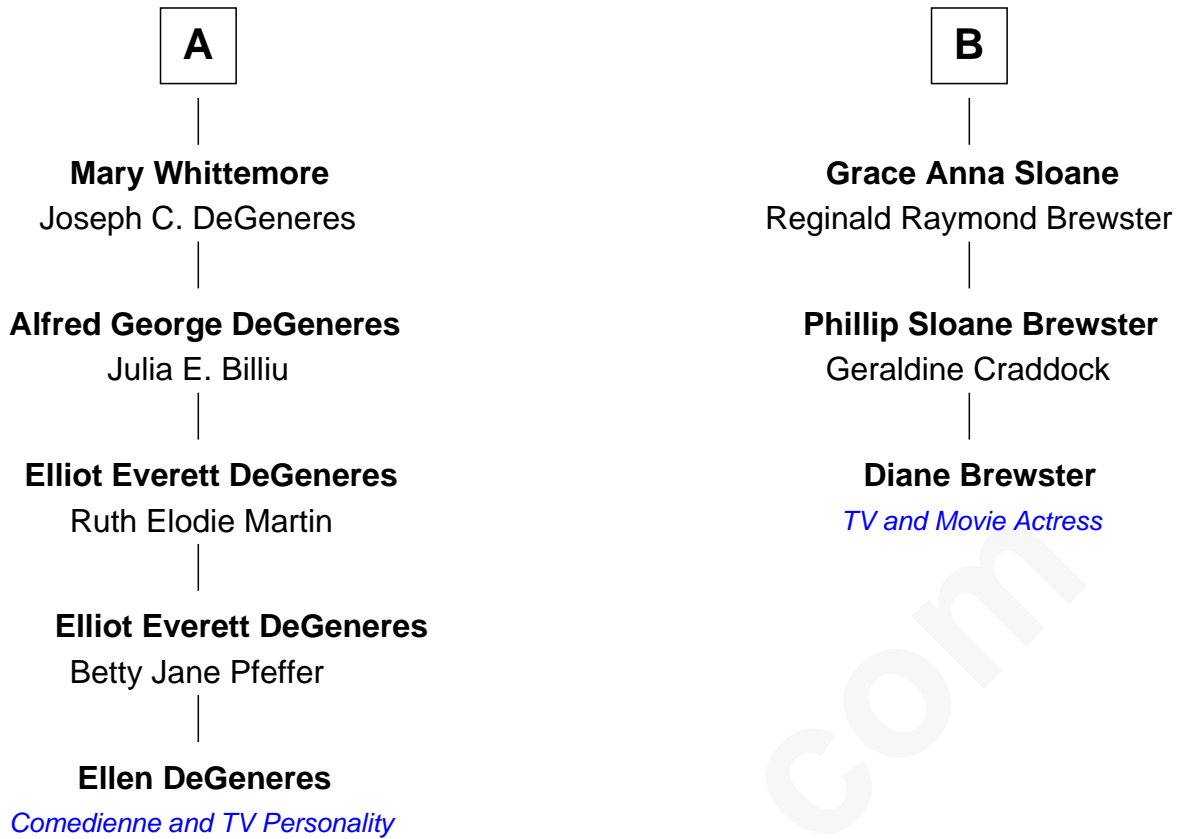 A
Mary Whittemore
Joseph C. DeGeneres
Alfred George DeGeneres
Julia E. Billiu
Elliot Everett DeGeneres
Ruth Elodie Martin
Elliot Everett DeGeneres
Betty Jane Pfeffer
Ellen DeGeneres
Comedienne and TV Personality
B
Grace Anna Sloane
Reginald Raymond Brewster
Phillip Sloane Brewster
Geraldine Craddock
Diane Brewster
TV and Movie Actress
com